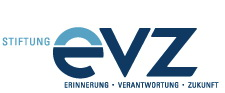 STIFTUNG eVZ
ERINNERUNG • VERANTWORTUNG • ZUKUNFT